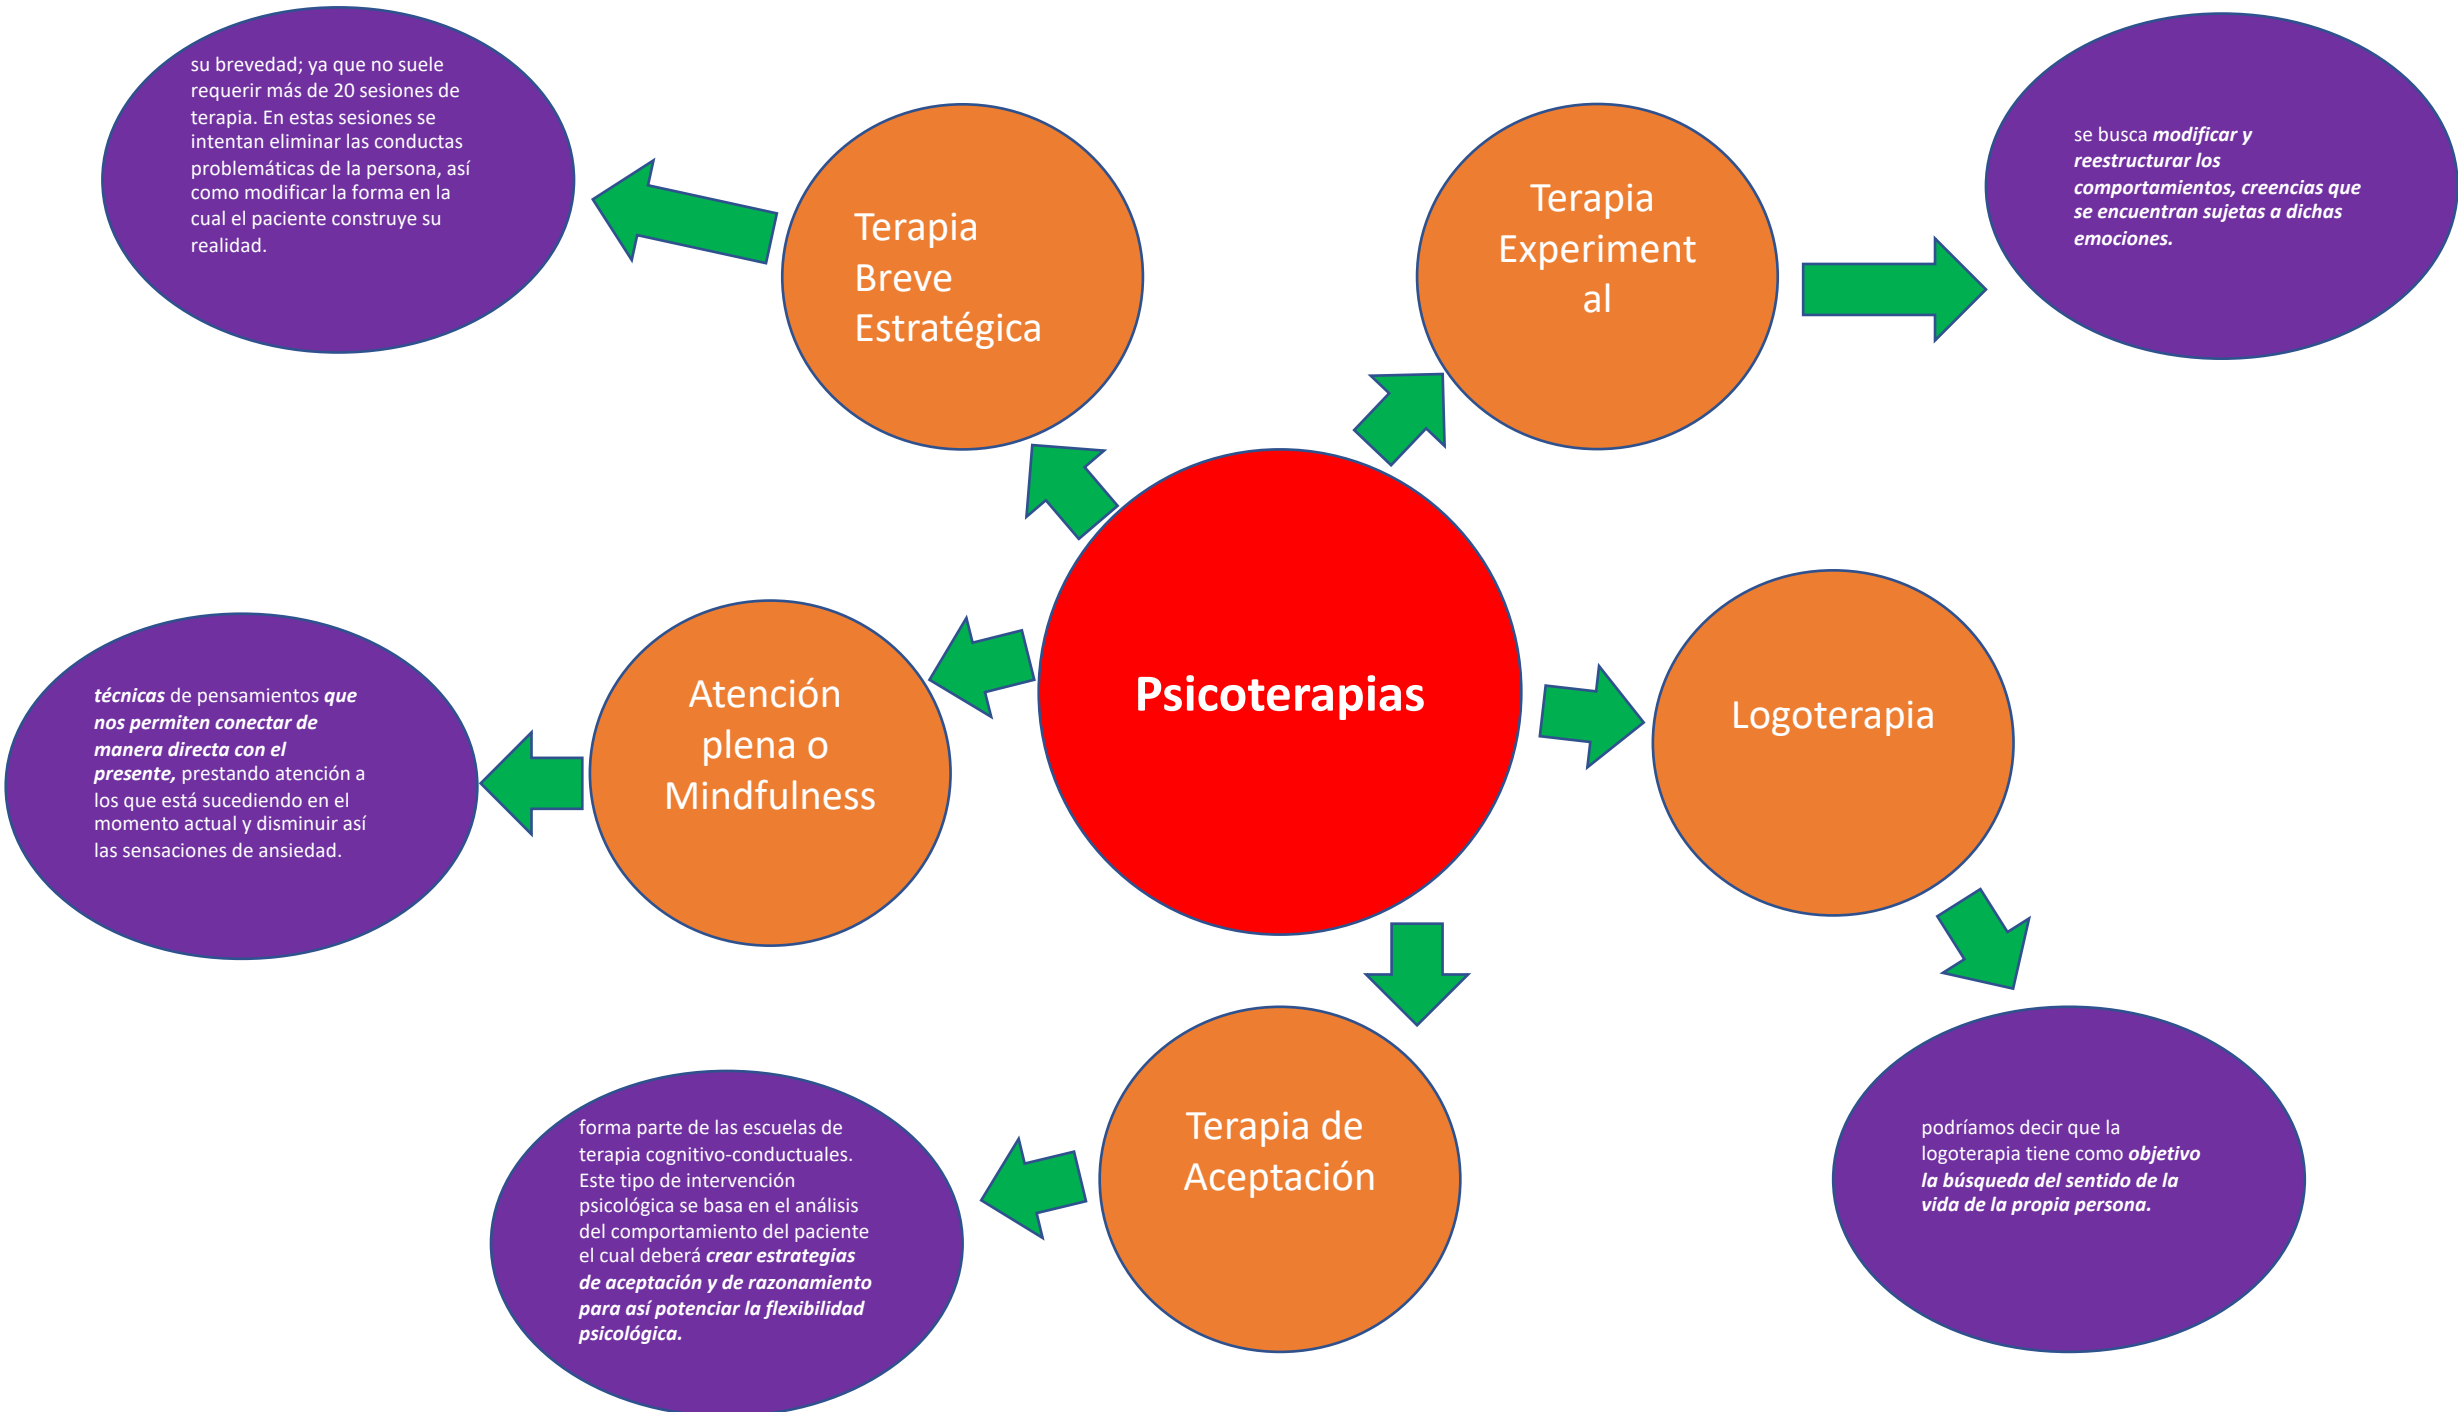 su brevedad; ya que no suele
requerir más de 20 sesiones de
terapia. En estas sesiones se
intentan eliminar las conductas
problemáticas de la persona, así
como modificar la forma en la
cual el paciente construye su
realidad.
Terapia
Breve
Estratégica
Terapia
Experiment
al
se busca modificar y
reestructurar los
comportamientos, creencias que
se encuentran sujetas a dichas
emociones.
técnicas de pensamientos que
nos permiten conectar de
manera directa con el
presente, prestando atención a
los que está sucediendo en el
momento actual y disminuir así
las sensaciones de ansiedad.
Atención
plena o
Mindfulness
Psicoterapias
Logoterapia
forma parte de las escuelas de
terapia cognitivo-conductuales.
Este tipo de intervención
psicológica se basa en el análisis
del comportamiento del paciente
el cual deberá crear estrategias
de aceptación y de razonamiento
para así potenciar la flexibilidad
psicológica.
Terapia de
Aceptación
podríamos decir que la
logoterapia tiene como objetivo
la búsqueda del sentido de la
vida de la propia persona.